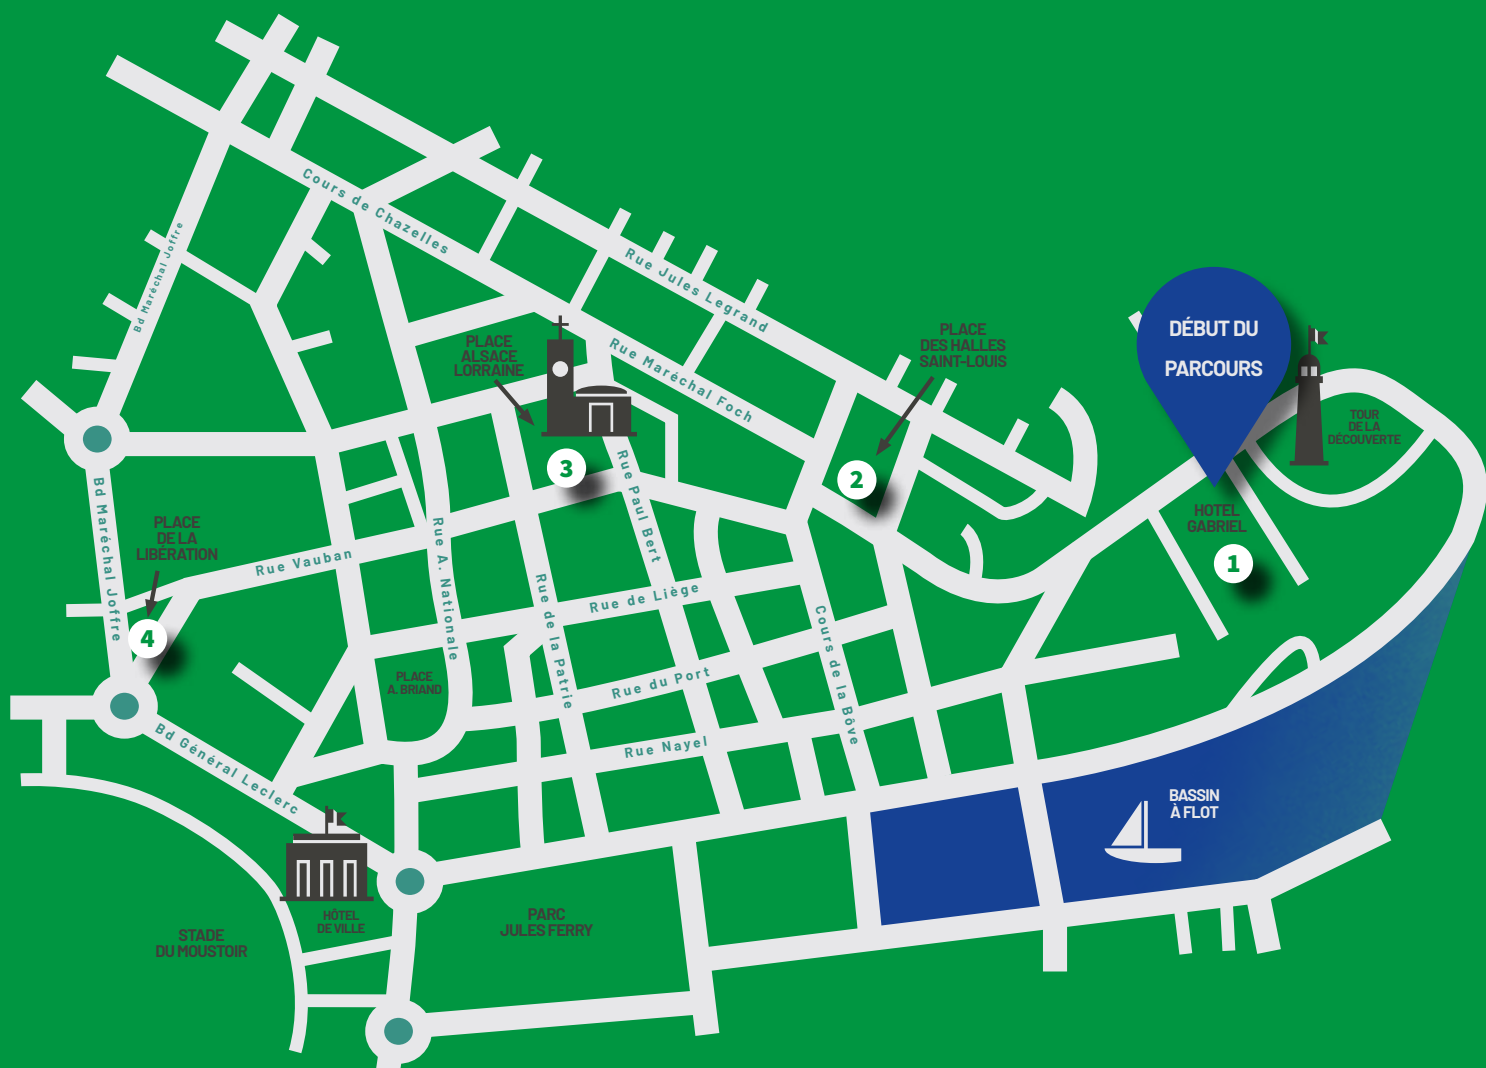 Cours de Chazelles
Bd Maréchal Joffre
Rue Jules Legrand
DÉBUT DU
PARCOURS
PLACE
ALSACE
LORRAINE
Rue Maréchal Foch
PLACE
DES HALLES
SAINT-LOUIS
TOUR
DE LA
DÉCOUVERTE
3
2
Rue Paul Bert
HOTEL
GABRIEL
1
Bd Maréchal Joffre
PLACE
DE LA
LIBÉRATION
4
Rue Vauban
Rue A. Nationale
Rue de la Patrie
Rue de Liège
Cours de la Bôve
PLACE
A. BRIAND
Rue du Port
Rue Nayel
Bd Général Leclerc
BASSIN
À FLOT
HÔTEL
DE VILLE
PARC
JULES FERRY
STADE
DU MOUSTOIR